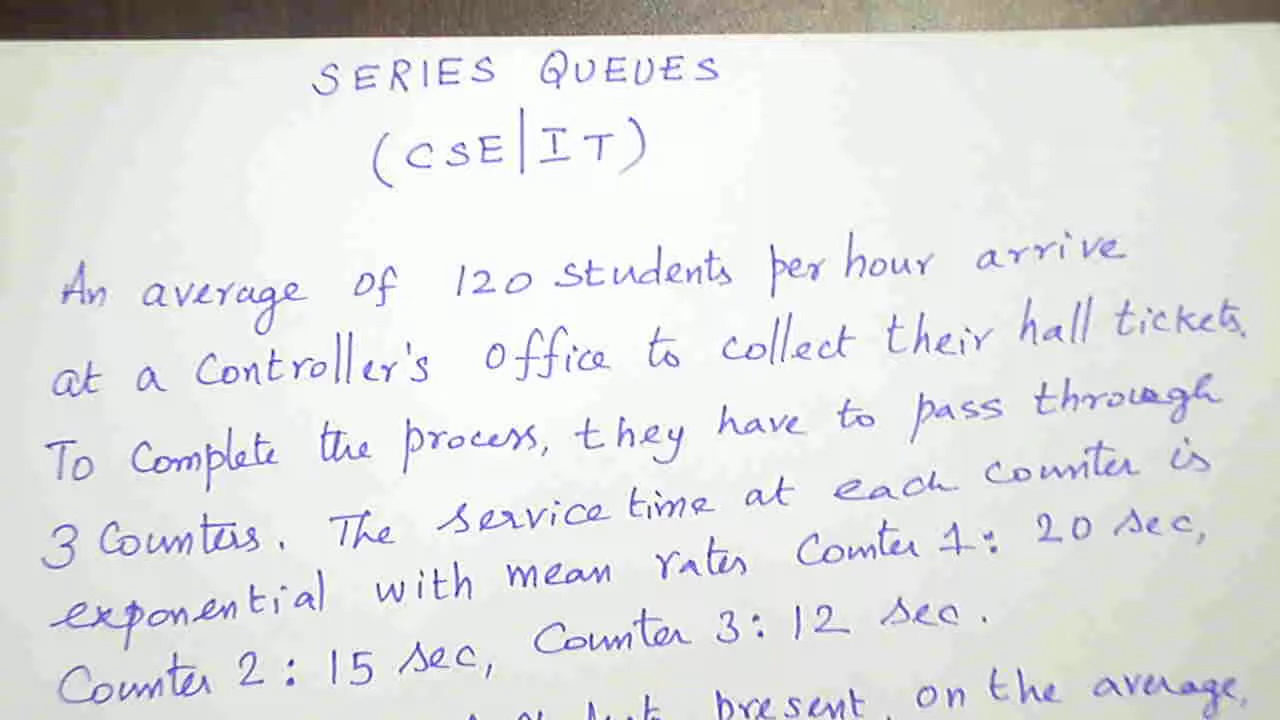 SERIES QUEUES
(CSE|IT)
An average of 120 students per hour arrive
at a Controller's Office to collect their hall tickets.
To Complete the process, they have to pass through
3 Counters. The service time at each counter is
exponential with mean rates Counter 1: 20 sec,
Counter 2: 15 sec, Counter 3: 12 sec.
present, on the average,